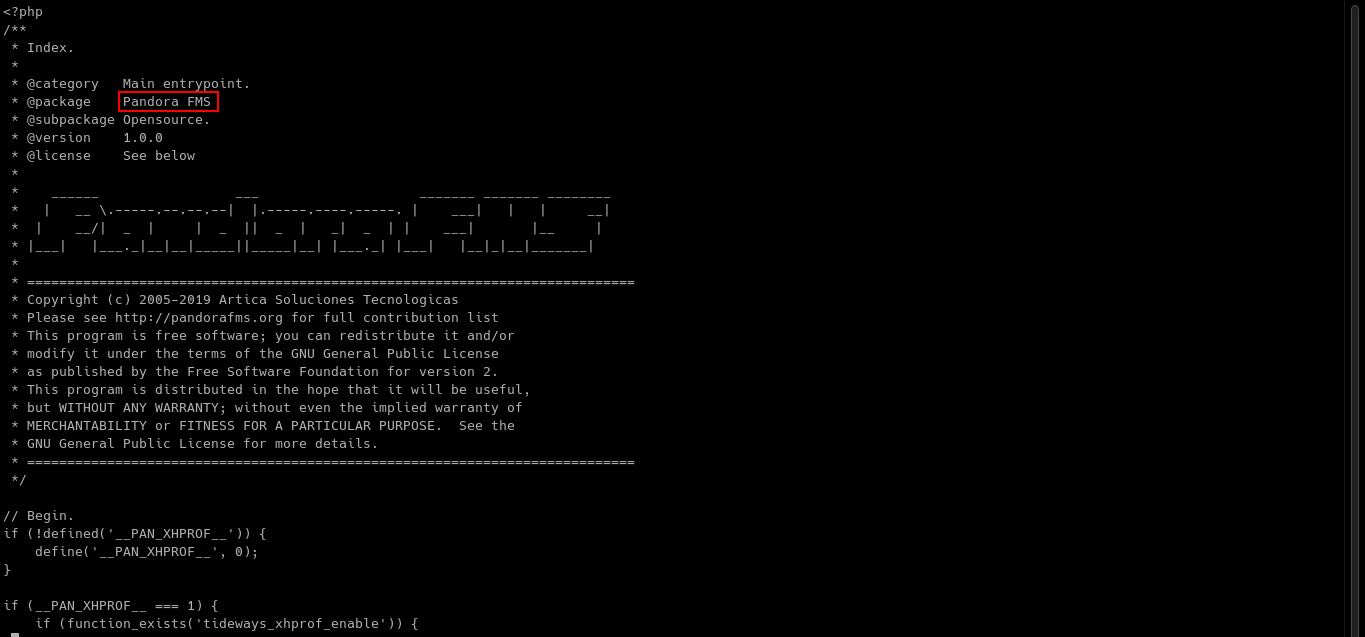 <?php
/**
 * Index.
 *
 * @category   Main entrypoint.
 * @package    Pandora FMS
 * @subpackage Opensource.
 * @version    1.0.0
 * @license    See below
 *
 *    ______                 ___                    _______ _______ ________
 *   |    __ \.-----.--.--.--|  |.-----.----.-----. |    ___|   |   |     __|
 *  |    __/|  _  |     |  _  ||  _  |   _|  _  | |    ___|       |__     |
 * |___|   |___._|__|__|_____||_____|__| |___._| |___|   |__|_|__|_______|
 *
 * ============================================================================
 * Copyright (c) 2005-2019 Artica Soluciones Tecnologicas
 * Please see http://pandorafms.org for full contribution list
 * This program is free software; you can redistribute it and/or
 * modify it under the terms of the GNU General Public License
 * as published by the Free Software Foundation for version 2.
 * This program is distributed in the hope that it will be useful,
 * but WITHOUT ANY WARRANTY; without even the implied warranty of
 * MERCHANTABILITY or FITNESS FOR A PARTICULAR PURPOSE.  See the
 * GNU General Public License for more details.
 * ============================================================================
 */

// Begin.
if (!defined('__PAN_XHPROF__')) {
    define('__PAN_XHPROF__', 0);
}

if (__PAN_XHPROF__ === 1) {
    if (function_exists('tideways_xhprof_enable')) {